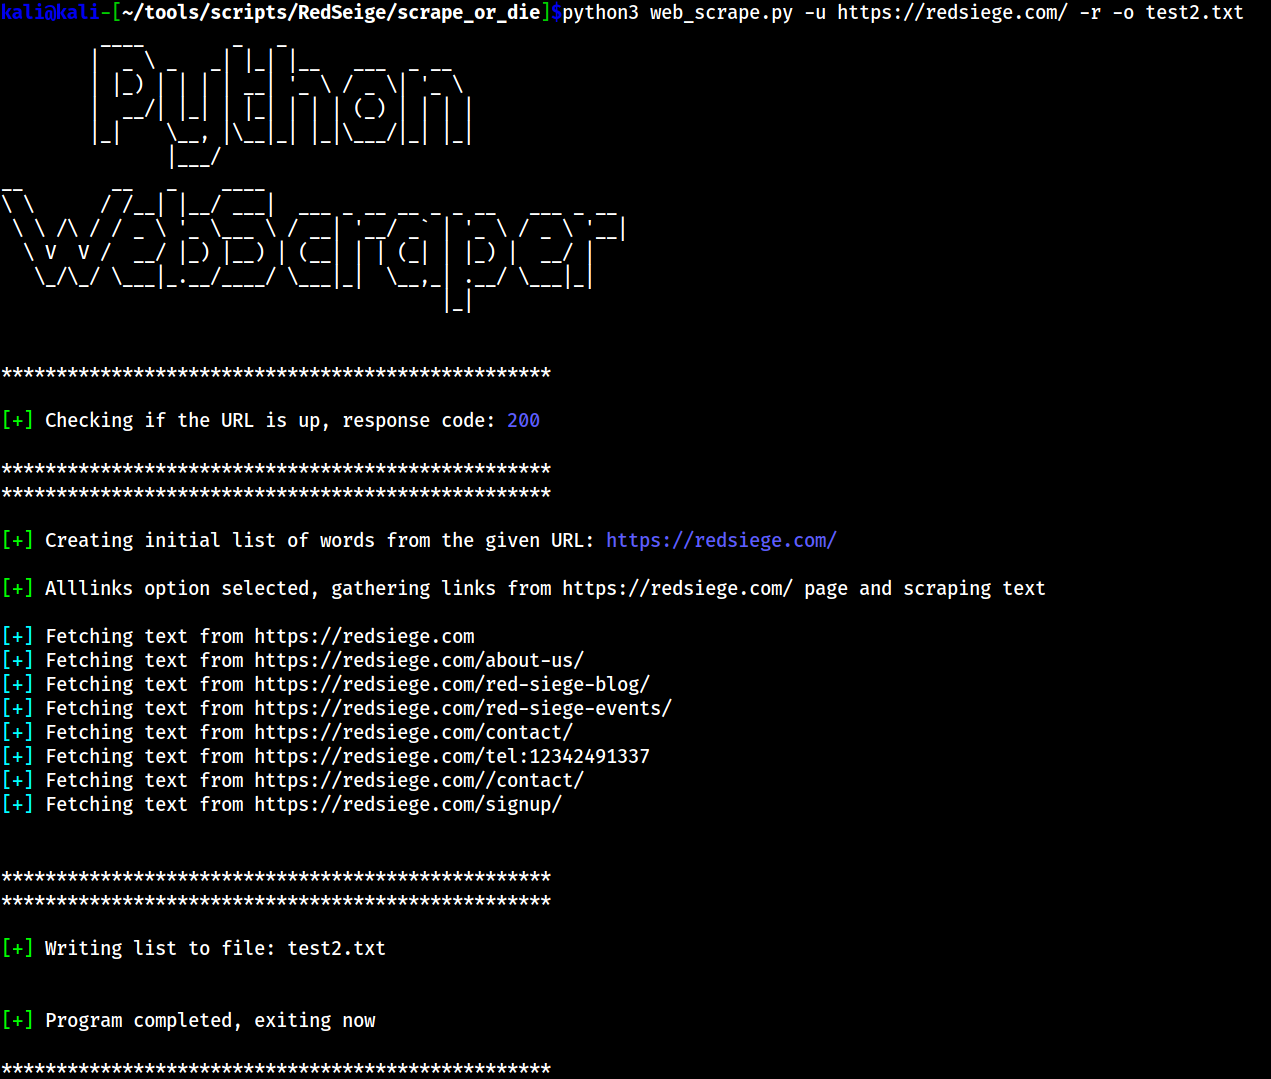 kali@kali-[~/tools/scripts/RedSeige/scrape_or_die]$python3 web_scrape.py -u https://redsiege.com/ -r -o test2.txt
Python
WebScraper
**************************************************
[+] Checking if the URL is up, response code: 200
**************************************************
**************************************************
[+] Creating initial list of words from the given URL: https://redsiege.com/
[+] Alllinks option selected, gathering links from https://redsiege.com/ page and scraping text
[+] Fetching text from https://redsiege.com
[+] Fetching text from https://redsiege.com/about-us/
[+] Fetching text from https://redsiege.com/red-siege-blog/
[+] Fetching text from https://redsiege.com/red-siege-events/
[+] Fetching text from https://redsiege.com/contact/
[+] Fetching text from https://redsiege.com/tel:12342491337
[+] Fetching text from https://redsiege.com//contact/
[+] Fetching text from https://redsiege.com/signup/
**************************************************
**************************************************
[+] Writing list to file: test2.txt
[+] Program completed, exiting now
**************************************************